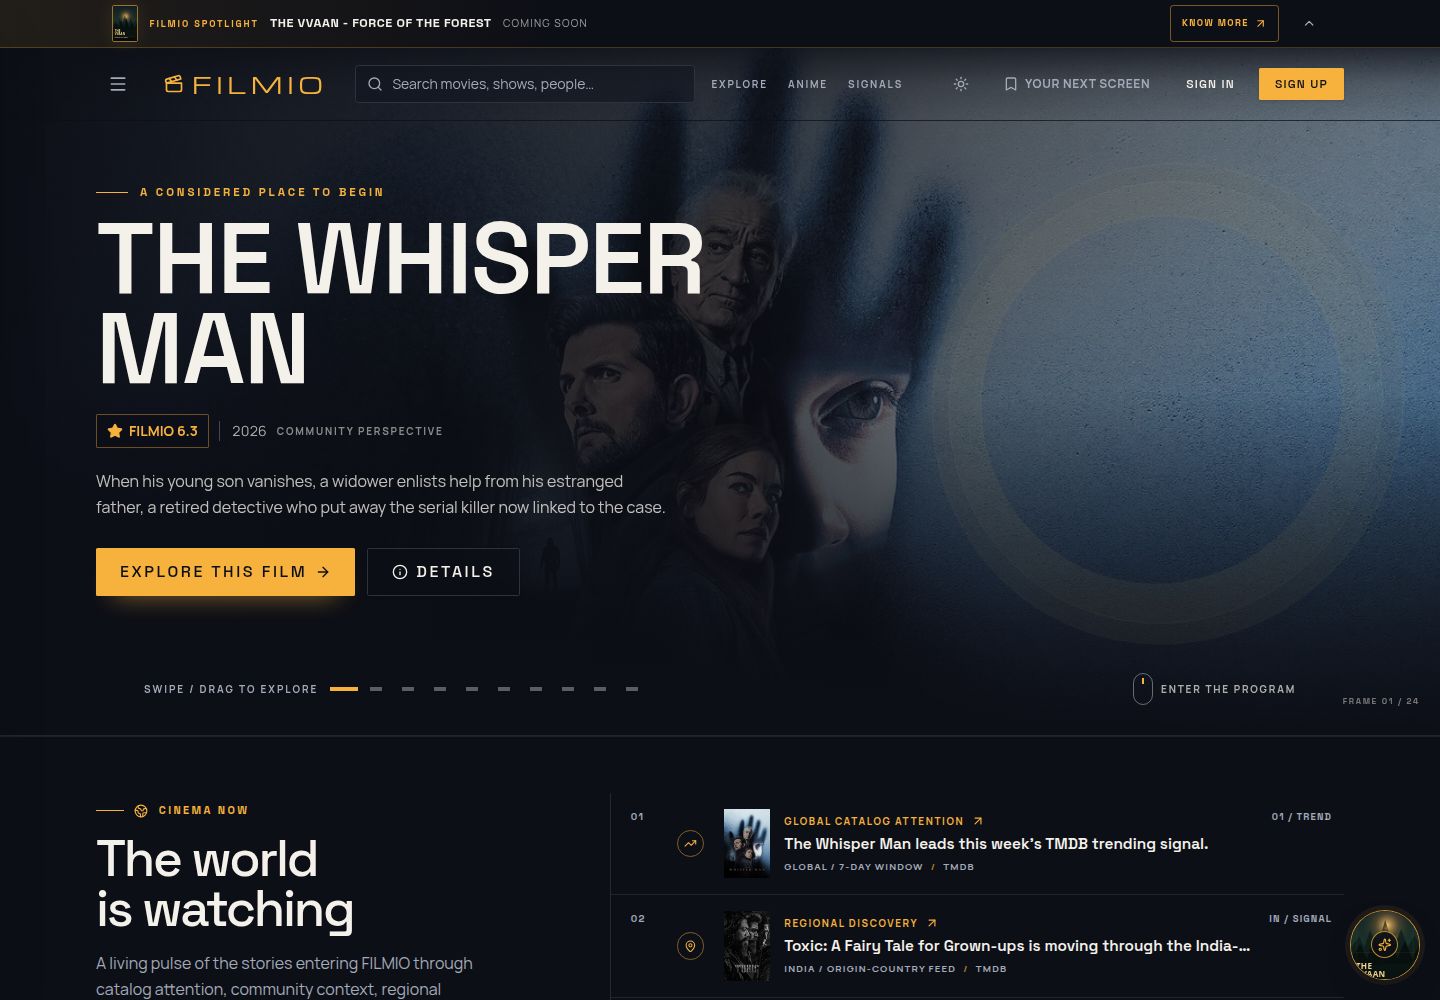 FILMIO SPOTLIGHT THE VVAAN - FORCE OF THE FOREST COMING SOON KNOW MORE
FILMIO Search movies, shows, people... EXPLORE ANIME SIGNALS YOUR NEXT SCREEN SIGN IN SIGN UP
A CONSIDERED PLACE TO BEGIN
THE WHISPER
MAN
FILMIO 6.3 2026 COMMUNITY PERSPECTIVE
When his young son vanishes, a widower enlists help from his estranged
father, a retired detective who put away the serial killer now linked to the case.
EXPLORE THIS FILM DETAILS
SWIPE / DRAG TO EXPLORE ENTER THE PROGRAM FRAME 01 / 24
CINEMA NOW
The world
is watching
A living pulse of the stories entering FILMIO through
catalog attention, community context, regional
01 GLOBAL CATALOG ATTENTION 01 / TREND
The Whisper Man leads this week's TMDB trending signal.
GLOBAL / 7-DAY WINDOW / TMDB
02 REGIONAL DISCOVERY IN / SIGNAL
Toxic: A Fairy Tale for Grown-ups is moving through the India-...
INDIA / ORIGIN-COUNTRY FEED / TMDB
TOXIC
THE
VVAAN